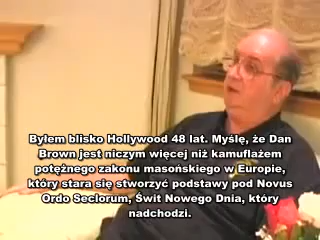 Byłem blisko Hollywood 48 lat. Myślę, że Dan
Brown jest niczym więcej niż kamuflażem
potężnego zakonu masońskiego w Europie,
który stara się stworzyć podstawy pod Novus
Ordo Seclorum, Świt Nowego Dnia, który
nadchodzi.